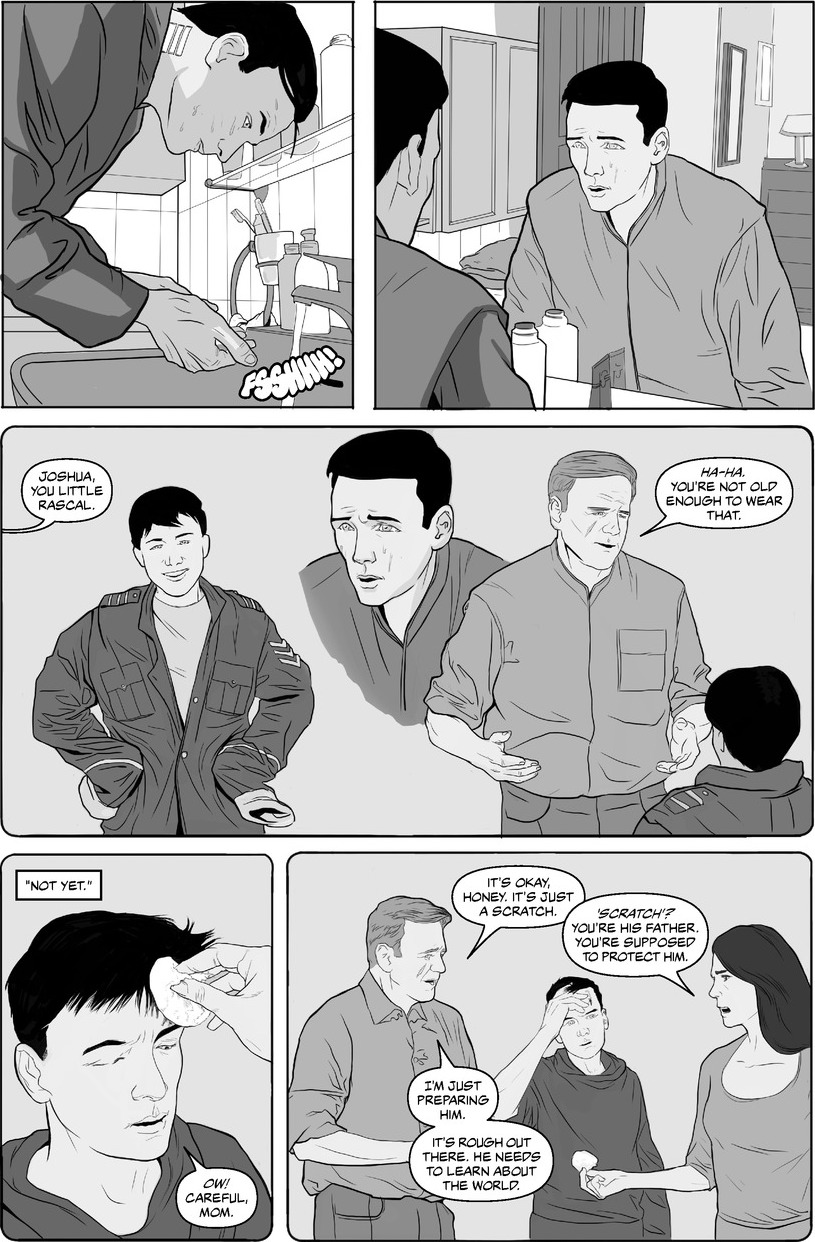 FSSHHH!
JOSHUA,
YOU LITTLE
RASCAL.
HA-HA.
YOU'RE NOT OLD
ENOUGH TO WEAR
THAT.
"NOT YET."
OW!
CAREFUL,
MOM.
IT'S OKAY,
HONEY. IT'S JUST
A SCRATCH.
'SCRATCH'?
YOU'RE HIS FATHER.
YOU'RE SUPPOSED
TO PROTECT HIM.
I'M JUST
PREPARING
HIM.
IT'S ROUGH OUT
THERE. HE NEEDS
TO LEARN ABOUT
THE WORLD.